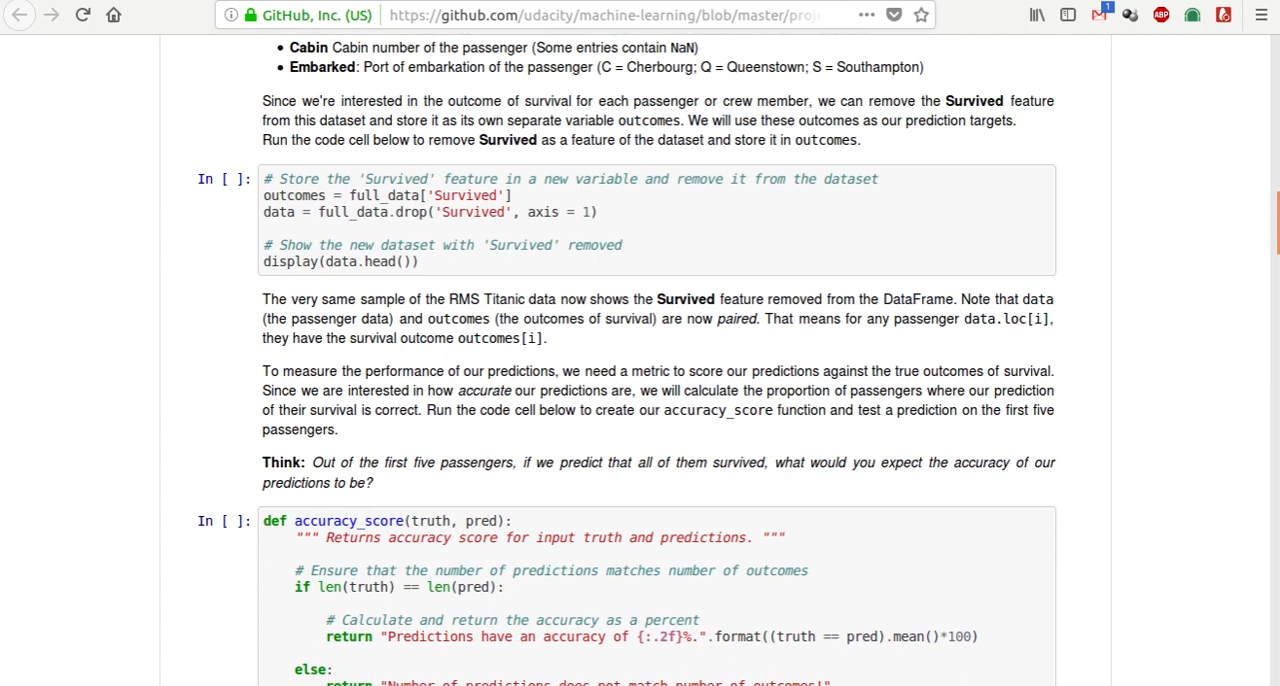 GitHub, Inc. (US) https://github.com/udacity/machine-learning/blob/master/proje
1
ABP
• Cabin Cabin number of the passenger (Some entries contain NaN)
• Embarked: Port of embarkation of the passenger (C = Cherbourg; Q = Queenstown; S = Southampton)
Since we're interested in the outcome of survival for each passenger or crew member, we can remove the Survived feature
from this dataset and store it as its own separate variable outcomes. We will use these outcomes as our prediction targets.
Run the code cell below to remove Survived as a feature of the dataset and store it in outcomes.
In [ ]: # Store the 'Survived' feature in a new variable and remove it from the dataset
outcomes = full_data['Survived']
data = full_data.drop('Survived', axis = 1)
# Show the new dataset with 'Survived' removed
display(data.head())
The very same sample of the RMS Titanic data now shows the Survived feature removed from the DataFrame. Note that data
(the passenger data) and outcomes (the outcomes of survival) are now paired. That means for any passenger data.loc[i],
they have the survival outcome outcomes[i].
To measure the performance of our predictions, we need a metric to score our predictions against the true outcomes of survival.
Since we are interested in how accurate our predictions are, we will calculate the proportion of passengers where our prediction
of their survival is correct. Run the code cell below to create our accuracy_score function and test a prediction on the first five
passengers.
Think: Out of the first five passengers, if we predict that all of them survived, what would you expect the accuracy of our
predictions to be?
In [ ]: def accuracy_score(truth, pred):
""" Returns accuracy score for input truth and predictions. """
# Ensure that the number of predictions matches number of outcomes
if len(truth) == len(pred):
# Calculate and return the accuracy as a percent
return "Predictions have an accuracy of {:.2f}%.".format((truth == pred).mean()*100)
else:
return "Number of predictions does not match number of outcomes!"